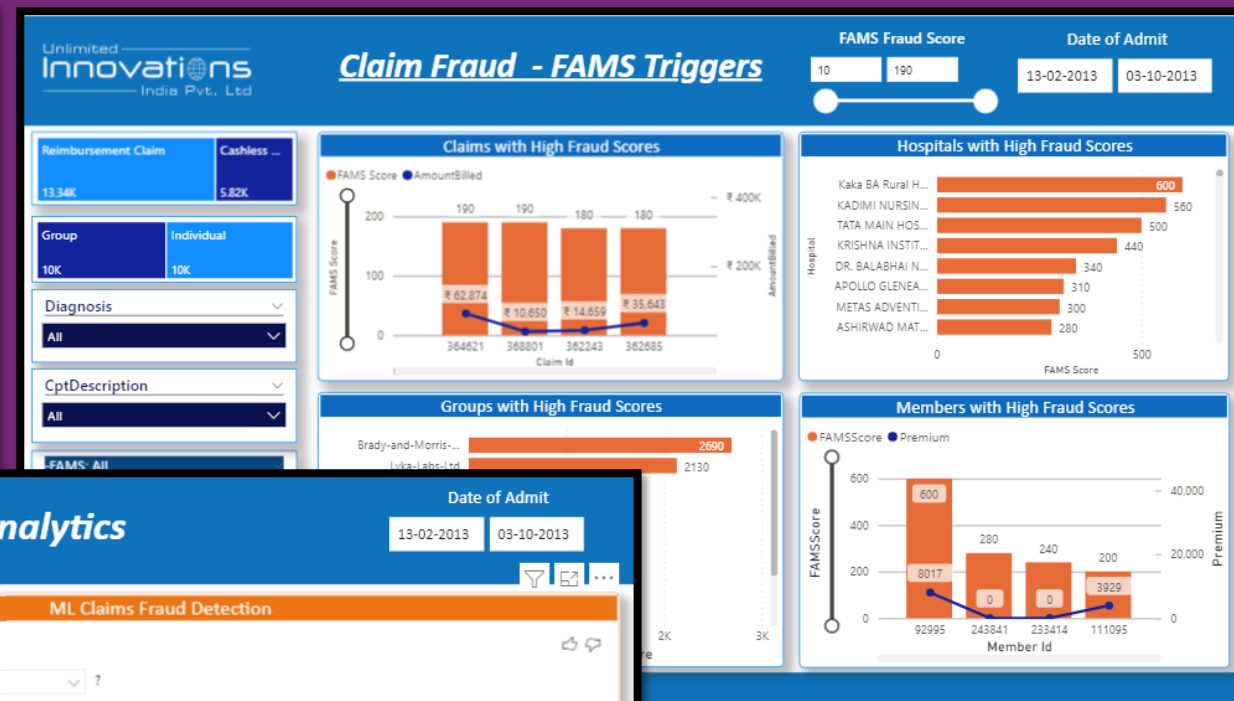 Unlimited
Innovations
India Pvt. Ltd
Claim Fraud - FAMS Triggers
FAMS Fraud Score
10
190
Date of Admit
13-02-2013
03-10-2013
Reimbursement Claim
13.34K
Cashless ...
5.82K
Group
10K
Individual
10K
Diagnosis
All
CptDescription
All
-FAMS: All
Claims with High Fraud Scores
FAMS Score
AmountBilled
200
100
0
FAMS Score
190
190
180
180
₹ 62,874
₹ 10,650
₹ 14,659
₹ 35,643
₹ 400K
₹ 200K
AmountBilled
364621
368801
362243
362685
Claim Id
Hospitals with High Fraud Scores
Hospital
Kaka BA Rural H...
600
KADIMI NURSIN...
560
TATA MAIN HOS...
500
KRISHNA INSTIT...
440
DR. BALABHAI N...
340
APOLLO GLENEA...
310
METAS ADVENTI...
300
ASHIRWAD MAT...
280
0
500
FAMS Score
Groups with High Fraud Scores
Brady-and-Morris-...
2690
Lyka-Labs-Ltd
2130
2K
3K
re
Members with High Fraud Scores
FAMSScore
Premium
600
400
200
0
FAMSScore
600
280
240
200
8017
0
0
3929
40,000
20,000
0
Premium
92995
243841
233414
111095
Member Id
nalytics
Date of Admit
13-02-2013
03-10-2013
ML Claims Fraud Detection
?